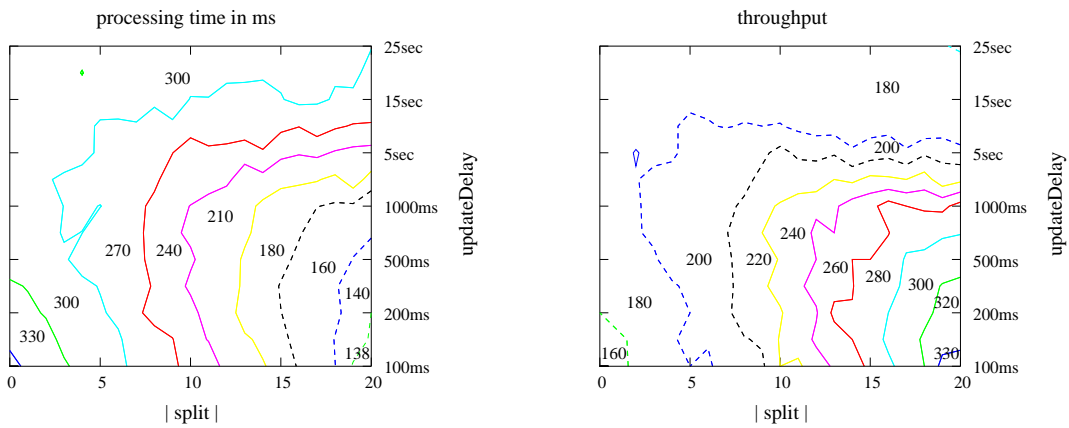 processing time in ms
300
330
300
270
240
210
180
160
140
138
25sec
15sec
5sec
1000ms
500ms
200ms
100ms
updateDelay
0
5
10
15
20
| split |
throughput
180
200
160
180
200
220
240
260
280
300
320
330
25sec
15sec
5sec
1000ms
500ms
200ms
100ms
updateDelay
0
5
10
15
20
| split |